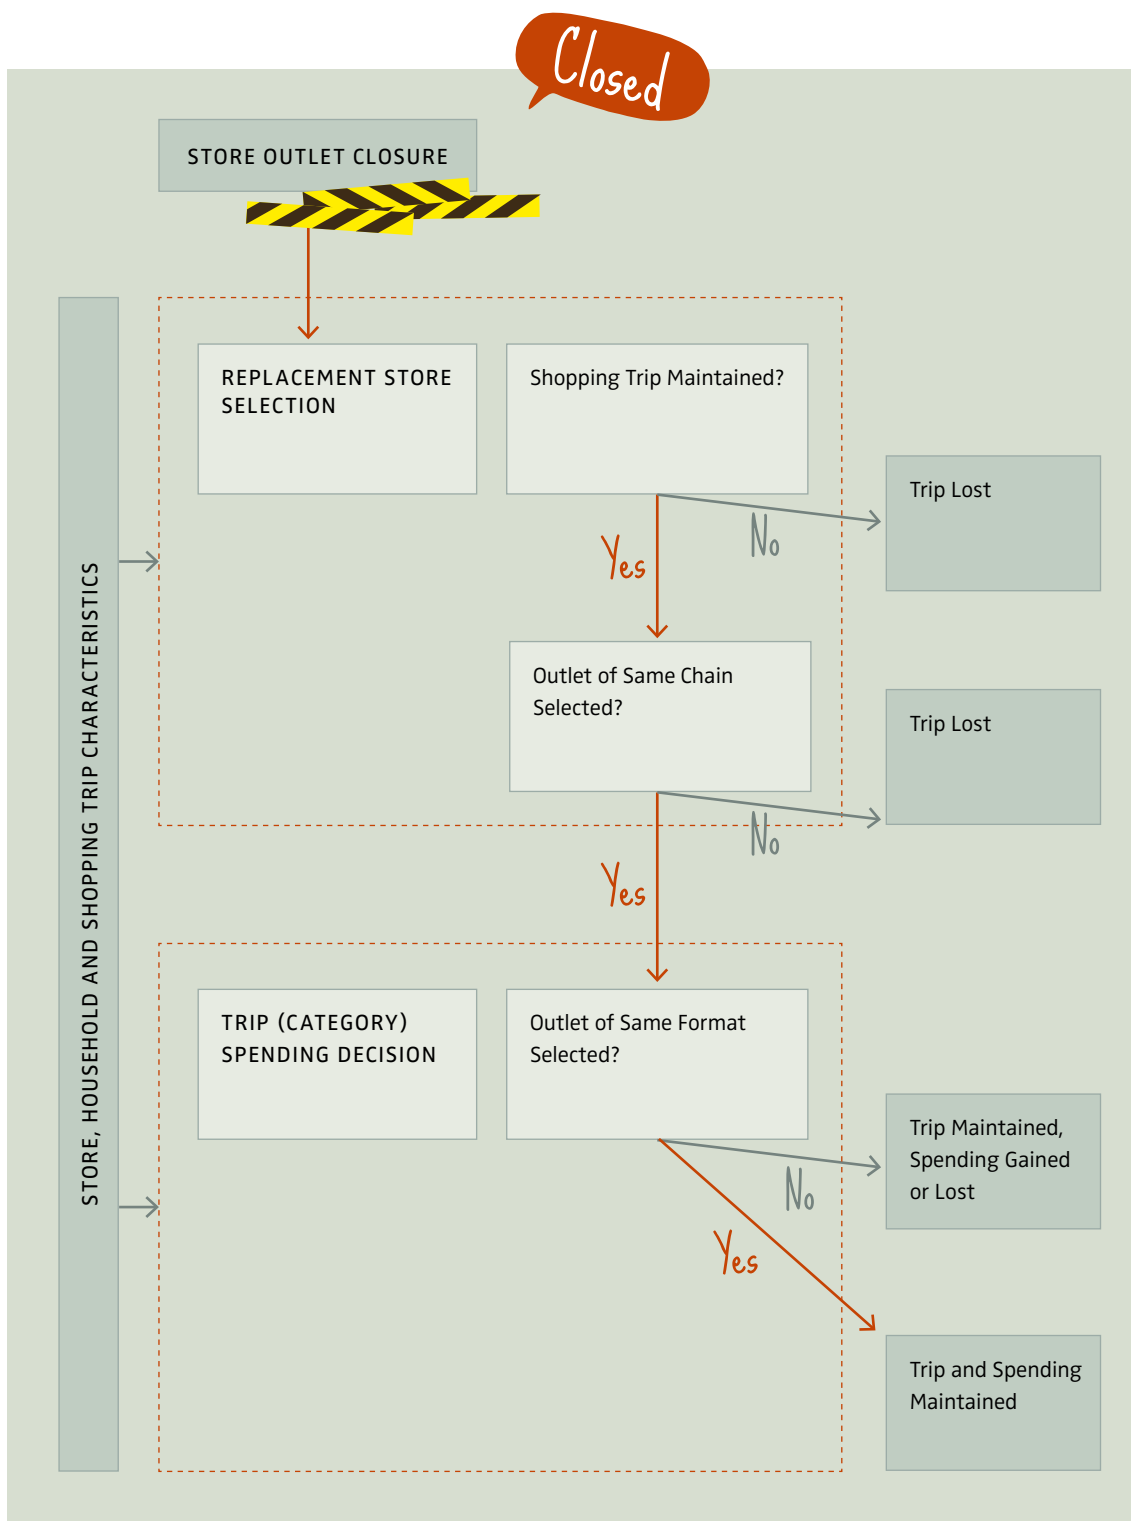 Closed
STORE OUTLET CLOSURE
STORE, HOUSEHOLD AND SHOPPING TRIP CHARACTERISTICS
REPLACEMENT STORE
SELECTION
Shopping Trip Maintained?
Trip Lost
No
Yes
Outlet of Same Chain
Selected?
Trip Lost
No
Yes
TRIP (CATEGORY)
SPENDING DECISION
Outlet of Same Format
Selected?
Trip Maintained,
Spending Gained
or Lost
No
Yes
Trip and Spending
Maintained